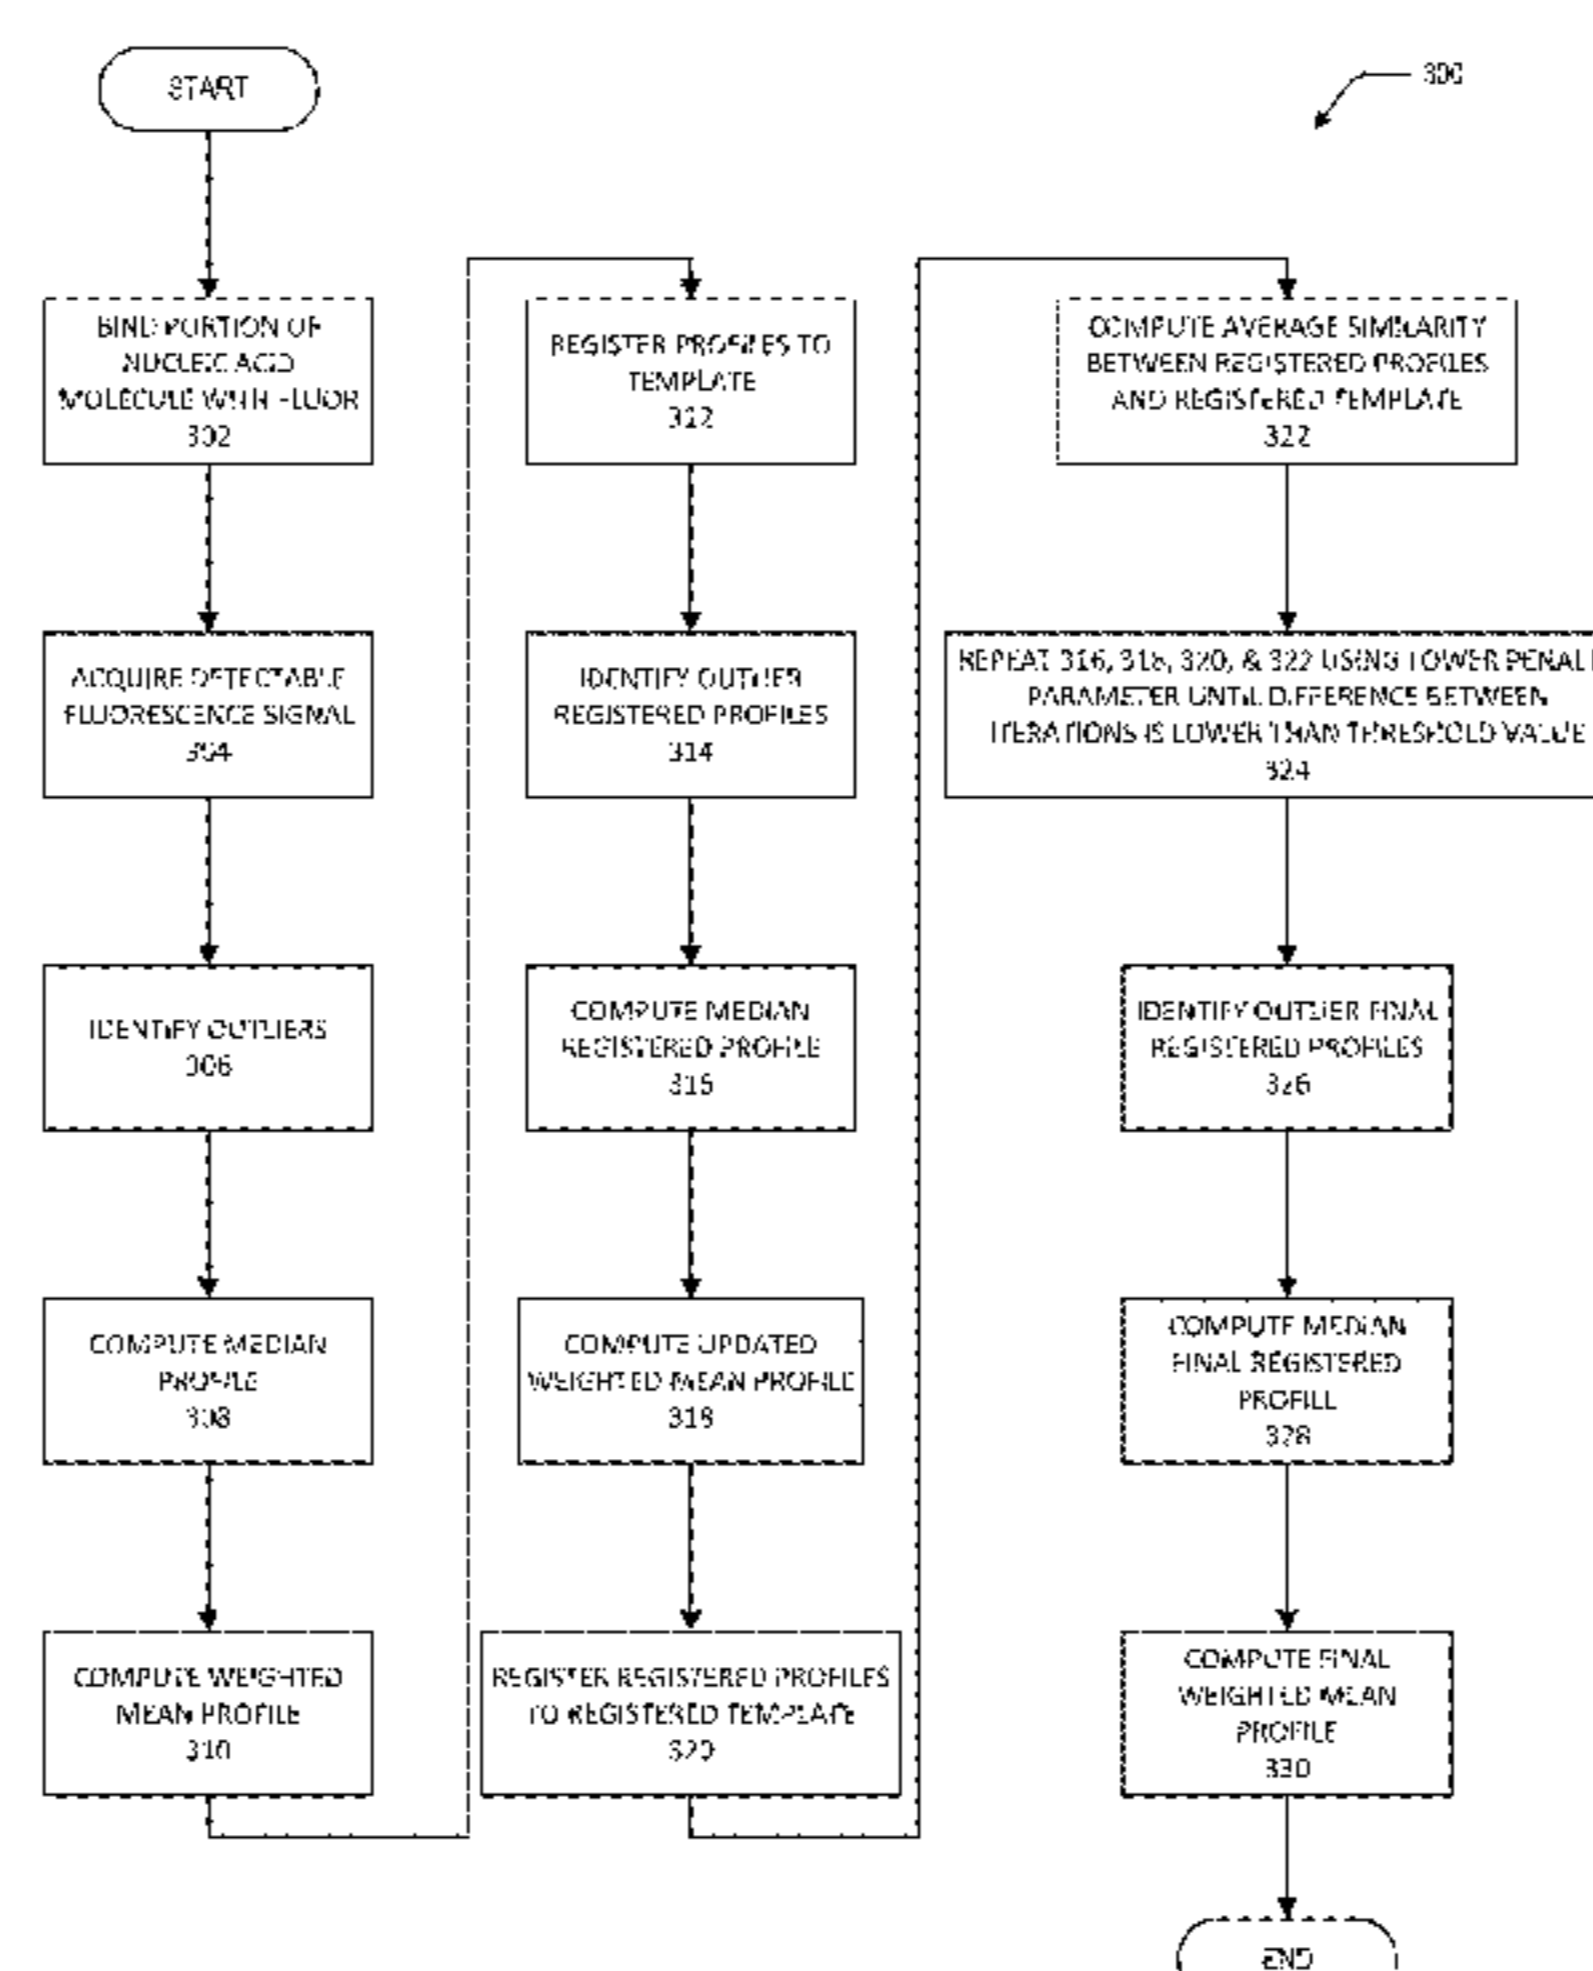 START
300
BIND PORTION OF
NUCLEIC ACID
MOLECULE WITH FLUOR
302
ACQUIRE DETECTABLE
FLUORESCENCE SIGNAL
304
IDENTIFY OUTLIERS
306
COMPUTE MEDIAN
PROFILE
308
COMPUTE WEIGHTED
MEAN PROFILE
310
REGISTER PROFILES TO
TEMPLATE
322
IDENTIFY OUTLIER
REGISTERED PROFILES
314
COMPUTE MEDIAN
REGISTERED PROFILE
316
COMPUTE UPDATED
WEIGHTED MEAN PROFILE
318
REGISTER REGISTERED PROFILES
TO REGISTERED TEMPLATE
320
COMPUTE AVERAGE SIMILARITY
BETWEEN REGISTERED PROFILES
AND REGISTERED TEMPLATE
322
REPEAT 316, 318, 320, & 322 USING LOWER
PARAMETER UNTIL DIFFERENCE BETWEEN
ITERATIONS IS LOWER THAN THRESHOLD VALUE
324
IDENTIFY OUTLIER FINAL
REGISTERED PROFILES
326
COMPUTE MEDIAN
FINAL REGISTERED
PROFILE
328
COMPUTE FINAL
WEIGHTED MEAN
PROFILE
330
END